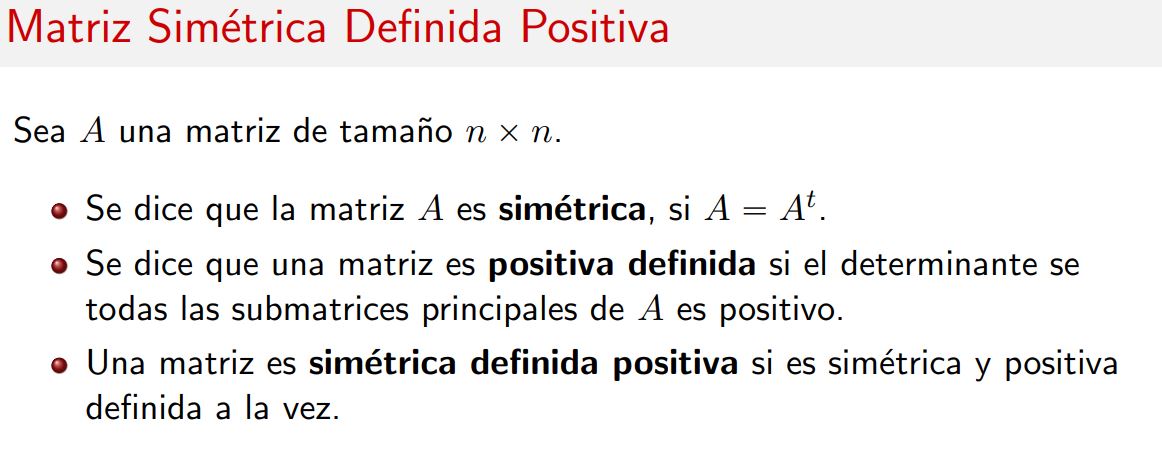 Matriz Simétrica Definida Positiva
Sea A una matriz de tamaño n × n.
Se dice que la matriz A es simétrica, si A = Aᵗ.
Se dice que una matriz es positiva definida si el determinante se
todas las submatrices principales de A es positivo.
Una matriz es simétrica definida positiva si es simétrica y positiva
definida a la vez.